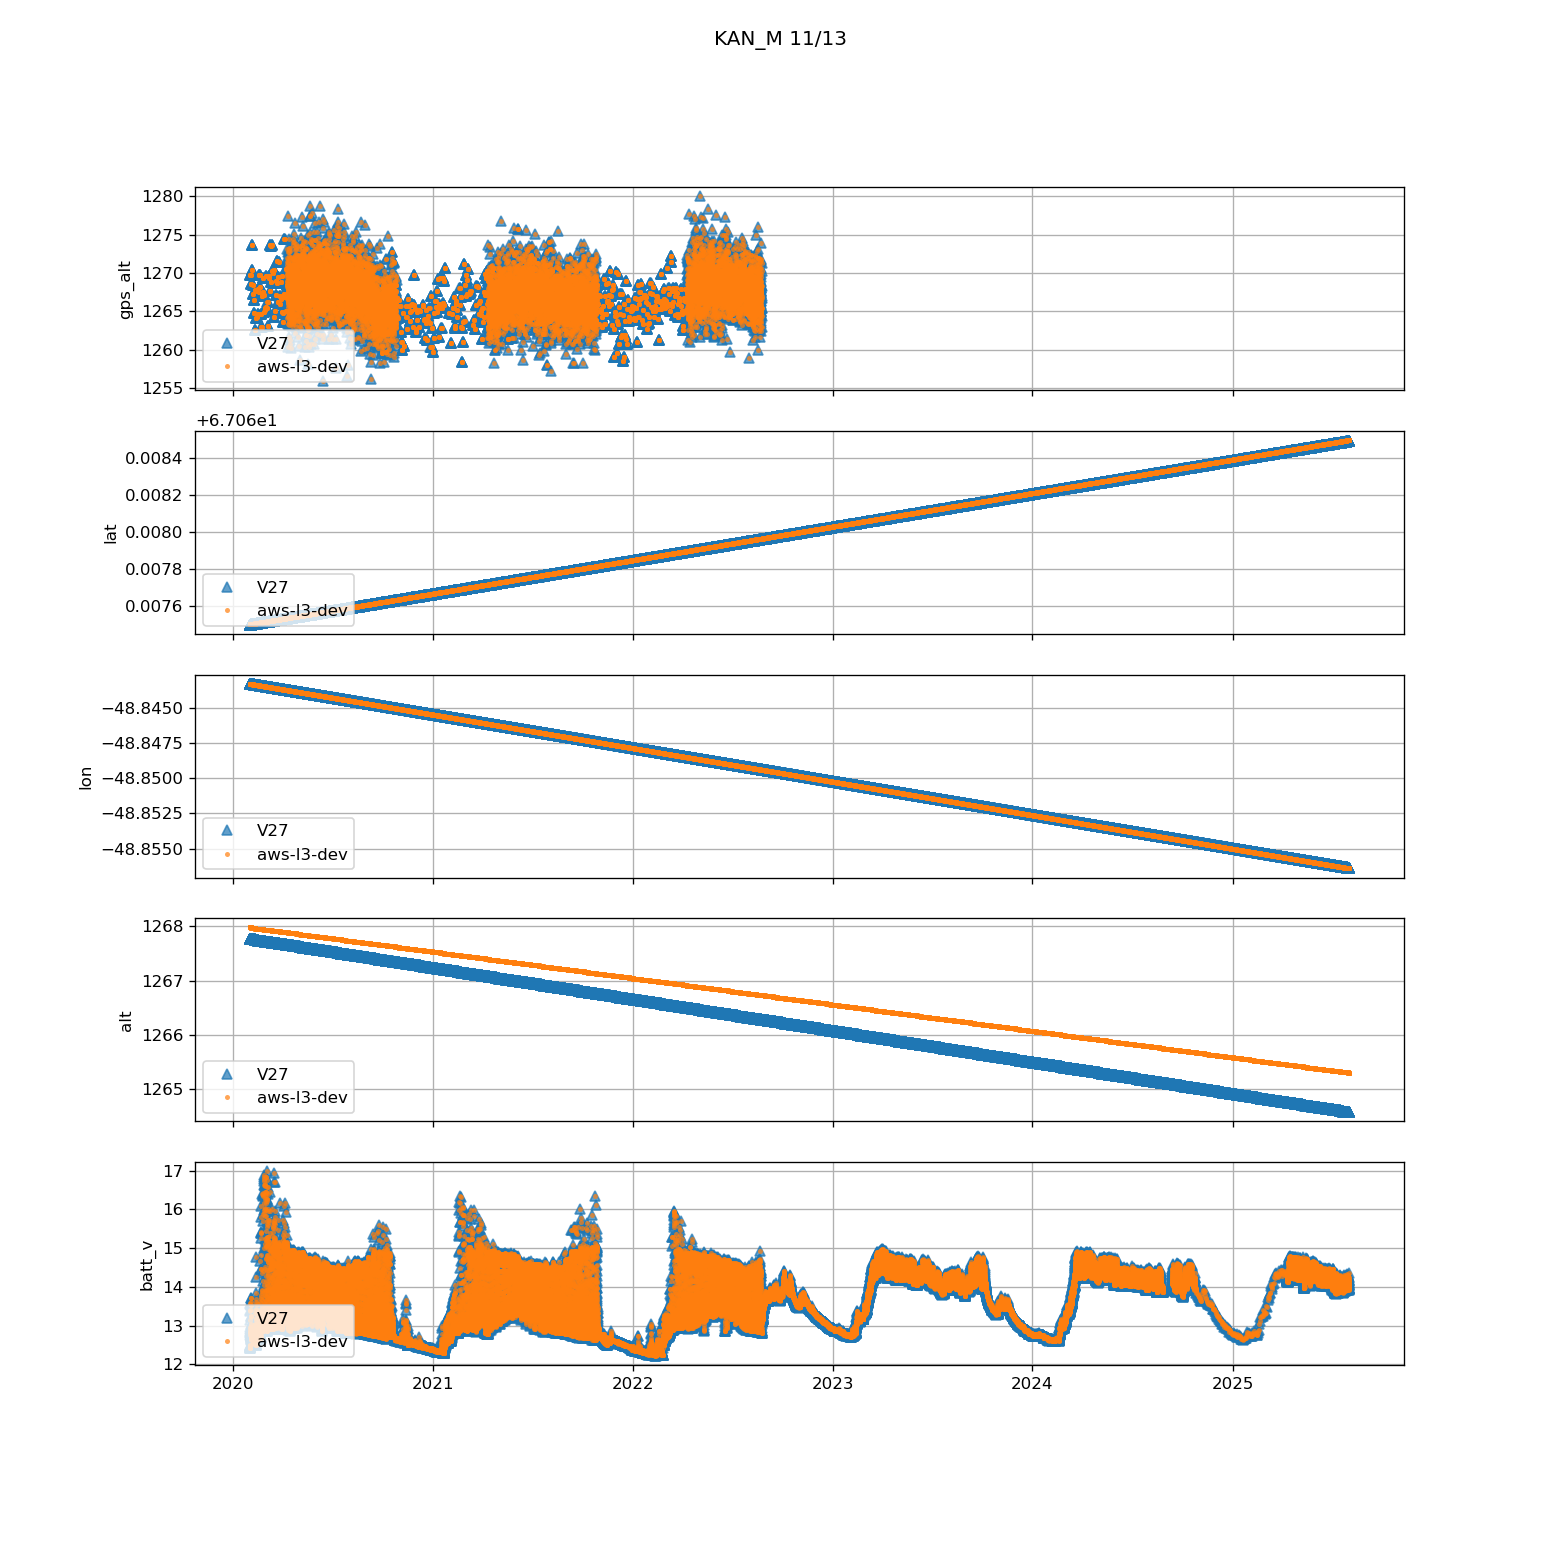 KAN_M 11/13
1280
1275
1270
1265
1260
1255
gps_alt
V27
aws-l3-dev
+6.706e1
0.0084
0.0082
0.0080
0.0078
0.0076
lat
V27
aws-l3-dev
−48.8450
−48.8475
−48.8500
−48.8525
−48.8550
lon
V27
aws-l3-dev
1268
1267
1266
1265
alt
V27
aws-l3-dev
17
16
15
14
13
12
batt_v
V27
aws-l3-dev
2020 2021 2022 2023 2024 2025